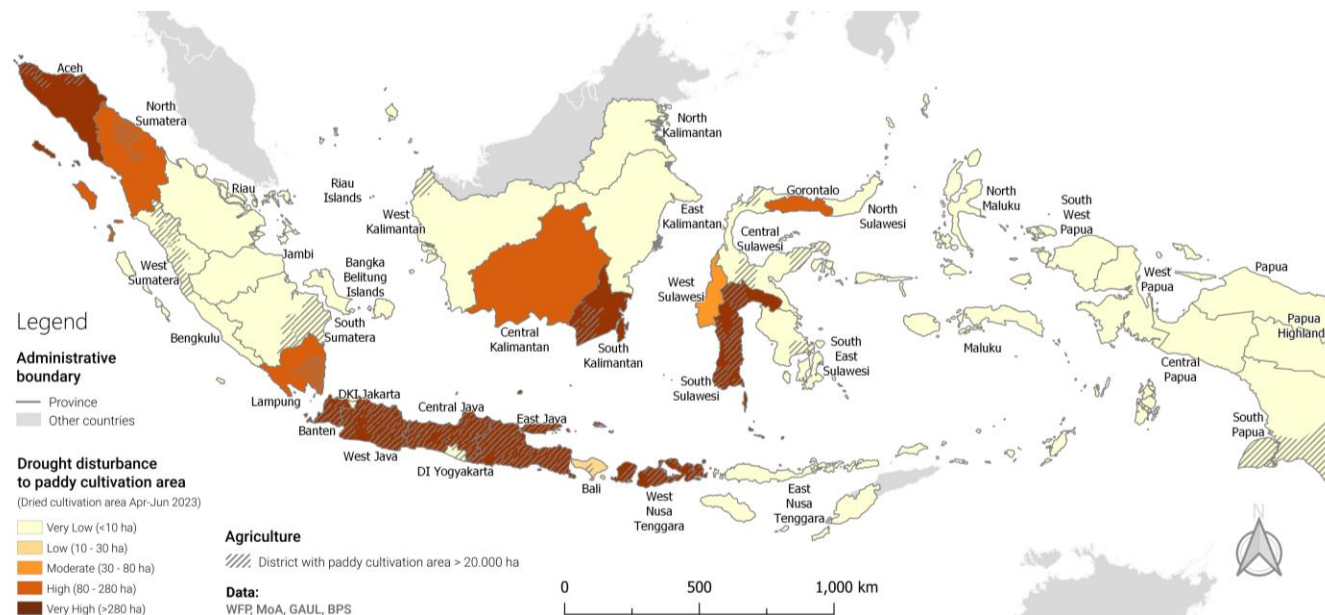 Aceh
North
Sumatera
Riau
Riau
Islands
West
Sumatera
Jambi
Bangka
Belitung
Islands
Bengkulu
South
Sumatera
Lampung
West
Kalimantan
North
Kalimantan
East
Kalimantan
Central
Kalimantan
South
Kalimantan
Gorontalo
North
Sulawesi
Central
Sulawesi
West
Sulawesi
South
Sulawesi
South
East
Sulawesi
North
Maluku
Maluku
South
West
Papua
West
Papua
Papua
Papua
Highland
Central
Papua
South
Papua
DKI Jakarta
Banten
Central Java
West Java
East Java
DI Yogyakarta
Bali
West
Nusa
Tenggara
East
Nusa
Tenggara
Legend
Administrative
boundary
Province
Other countries
Drought disturbance
to paddy cultivation area
(Dried cultivation area Apr-Jun 2023)
Very Low (<10 ha)
Low (10 - 30 ha)
Moderate (30 - 80 ha)
High (80 - 280 ha)
Very High (>280 ha)
Agriculture
District with paddy cultivation area > 20.000 ha
Data:
WFP, MoA, GAUL, BPS
0 500 1,000 km
N